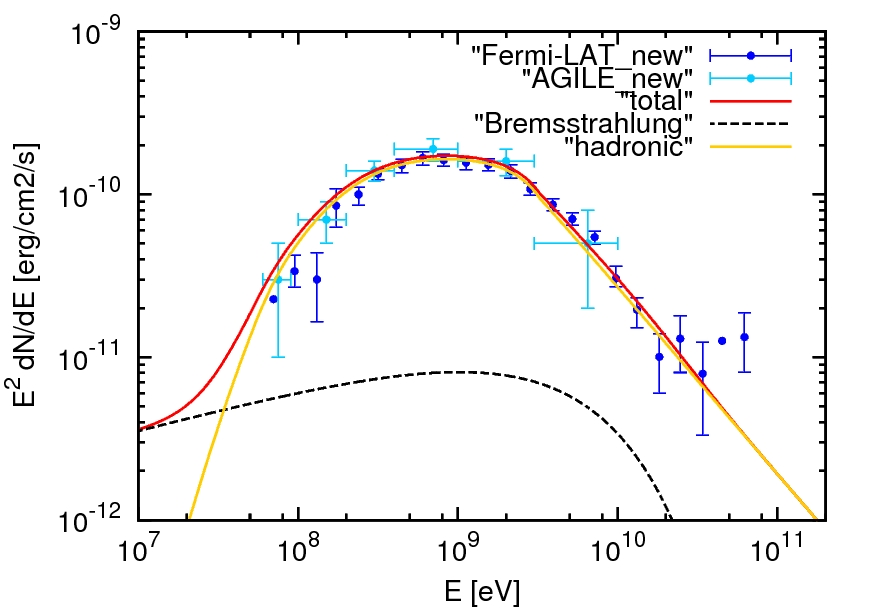 10^-9
"Fermi-LAT_new"
"AGILE_new"
"total"
"Bremsstrahlung"
"hadronic"
10^-10
E^2 dN/dE [erg/cm2/s]
10^-11
10^-12
10^7 10^8 10^9 10^10 10^11
E [eV]